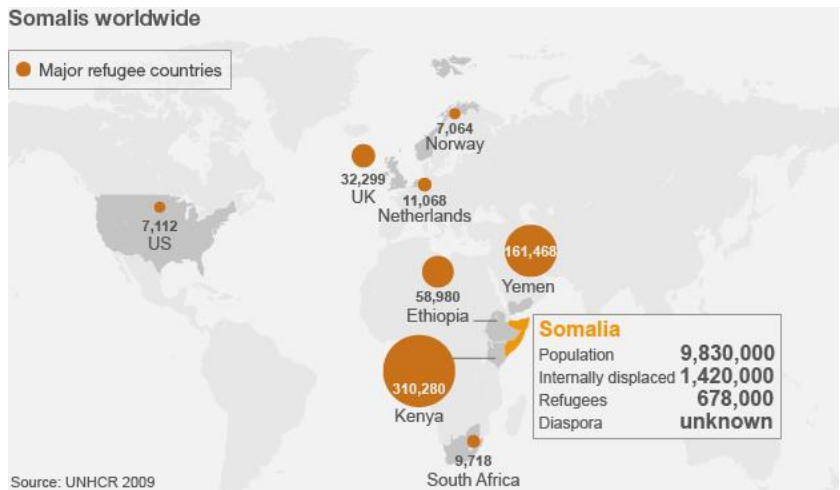 Somalis worldwide
Major refugee countries
7,064
Norway
32,299
UK
11,068
Netherlands
7,112
US
161,468
Yemen
58,980
Ethiopia
Somalia
Population 9,830,000
Internally displaced 1,420,000
Refugees 678,000
Diaspora unknown
310,280
Kenya
9,718
South Africa
Source: UNHCR 2009